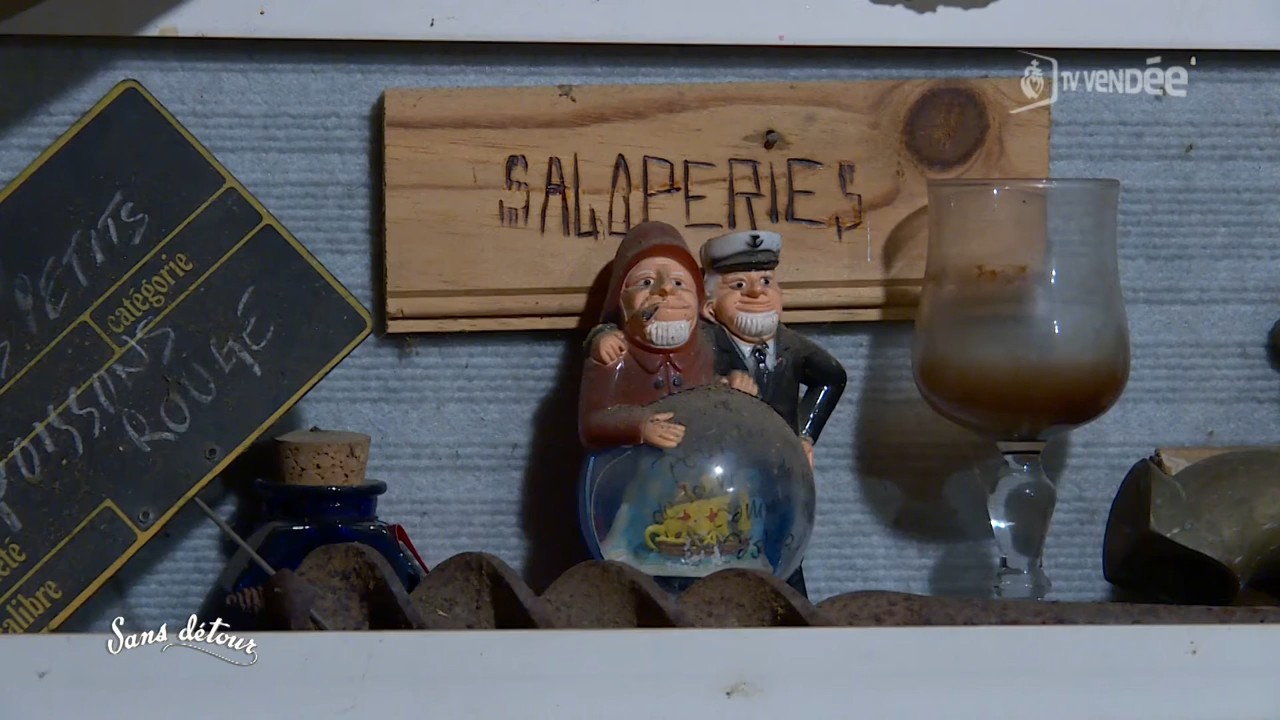 TV VENDÉE
SALOPERIES
PETITS
catégorie
POISSONS
ROUGE
calibre
Sans détour